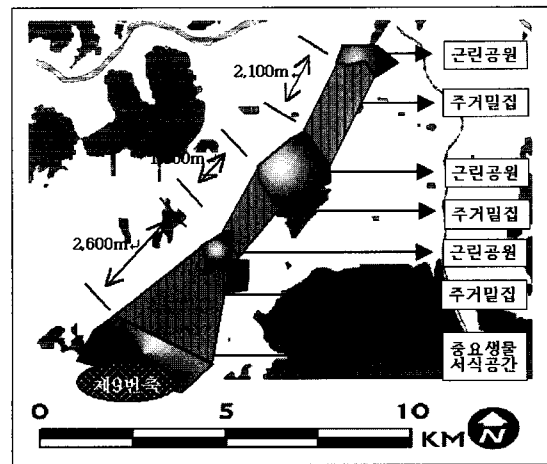 2,100m
근린공원
주거밀집
근린공원
주거밀집
2,600m
근린공원
주거밀집
중요생물
서식공간
제9번축
0 5 10
KM N